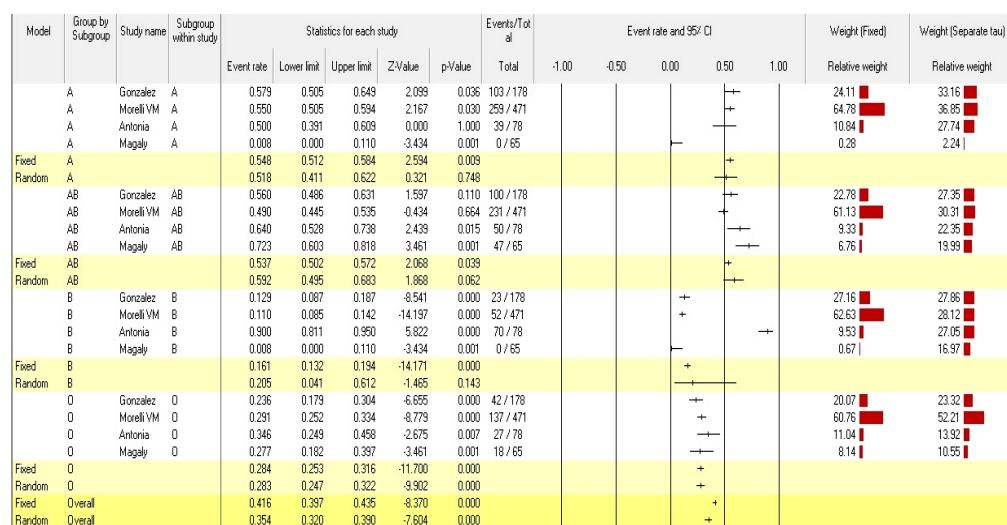 Model Group by Subgroup Study name Subgroup within study Statistics for each study Events/Tot al Event rate and 95% CI Weight (Fixed) Weight (Separate tau)
Event rate Lower limit Upper limit Z-Value p-Value Total -1.00 -0.50 0.00 0.50 1.00 Relative weight Relative weight
A Gonzalez A 0.579 0.505 0.649 2.099 0.036 103 / 178 24.11 33.16
A Morelli VM A 0.550 0.505 0.594 2.167 0.030 259 / 471 64.78 36.85
A Antonia A 0.500 0.391 0.609 0.000 1.000 39 / 78 10.84 27.74
A Magaly A 0.008 0.000 0.110 -3.434 0.001 0 / 65 0.28 2.24
Fixed A 0.548 0.512 0.584 2.594 0.009
Random A 0.518 0.411 0.622 0.321 0.748
AB Gonzalez AB 0.560 0.486 0.631 1.597 0.110 100 / 178 22.78 27.35
AB Morelli VM AB 0.490 0.445 0.535 -0.434 0.664 231 / 471 61.13 30.31
AB Antonia AB 0.640 0.528 0.738 2.439 0.015 50 / 78 9.33 22.35
AB Magaly AB 0.723 0.603 0.818 3.461 0.001 47 / 65 6.76 19.99
Fixed AB 0.537 0.502 0.572 2.068 0.039
Random AB 0.592 0.495 0.683 1.868 0.062
B Gonzalez B 0.129 0.087 0.187 -8.541 0.000 23 / 178 27.16 27.86
B Morelli VM B 0.110 0.085 0.142 -14.197 0.000 52 / 471 62.63 28.12
B Antonia B 0.900 0.811 0.950 5.822 0.000 70 / 78 9.53 27.05
B Magaly B 0.008 0.000 0.110 -3.434 0.001 0 / 65 0.67 16.97
Fixed B 0.161 0.132 0.194 -14.171 0.000
Random B 0.205 0.041 0.612 -1.465 0.143
O Gonzalez O 0.236 0.179 0.304 -6.655 0.000 42 / 178 20.07 23.32
O Morelli VM O 0.291 0.252 0.334 -8.779 0.000 137 / 471 60.76 52.21
O Antonia O 0.346 0.249 0.458 -2.675 0.007 27 / 78 11.04 13.92
O Magaly O 0.277 0.182 0.397 -3.461 0.001 18 / 65 8.14 10.55
Fixed O 0.284 0.253 0.316 -11.700 0.000
Random O 0.283 0.247 0.322 -9.902 0.000
Fixed Overall 0.416 0.397 0.435 -8.370 0.000
Random Overall 0.354 0.320 0.390 -7.604 0.000